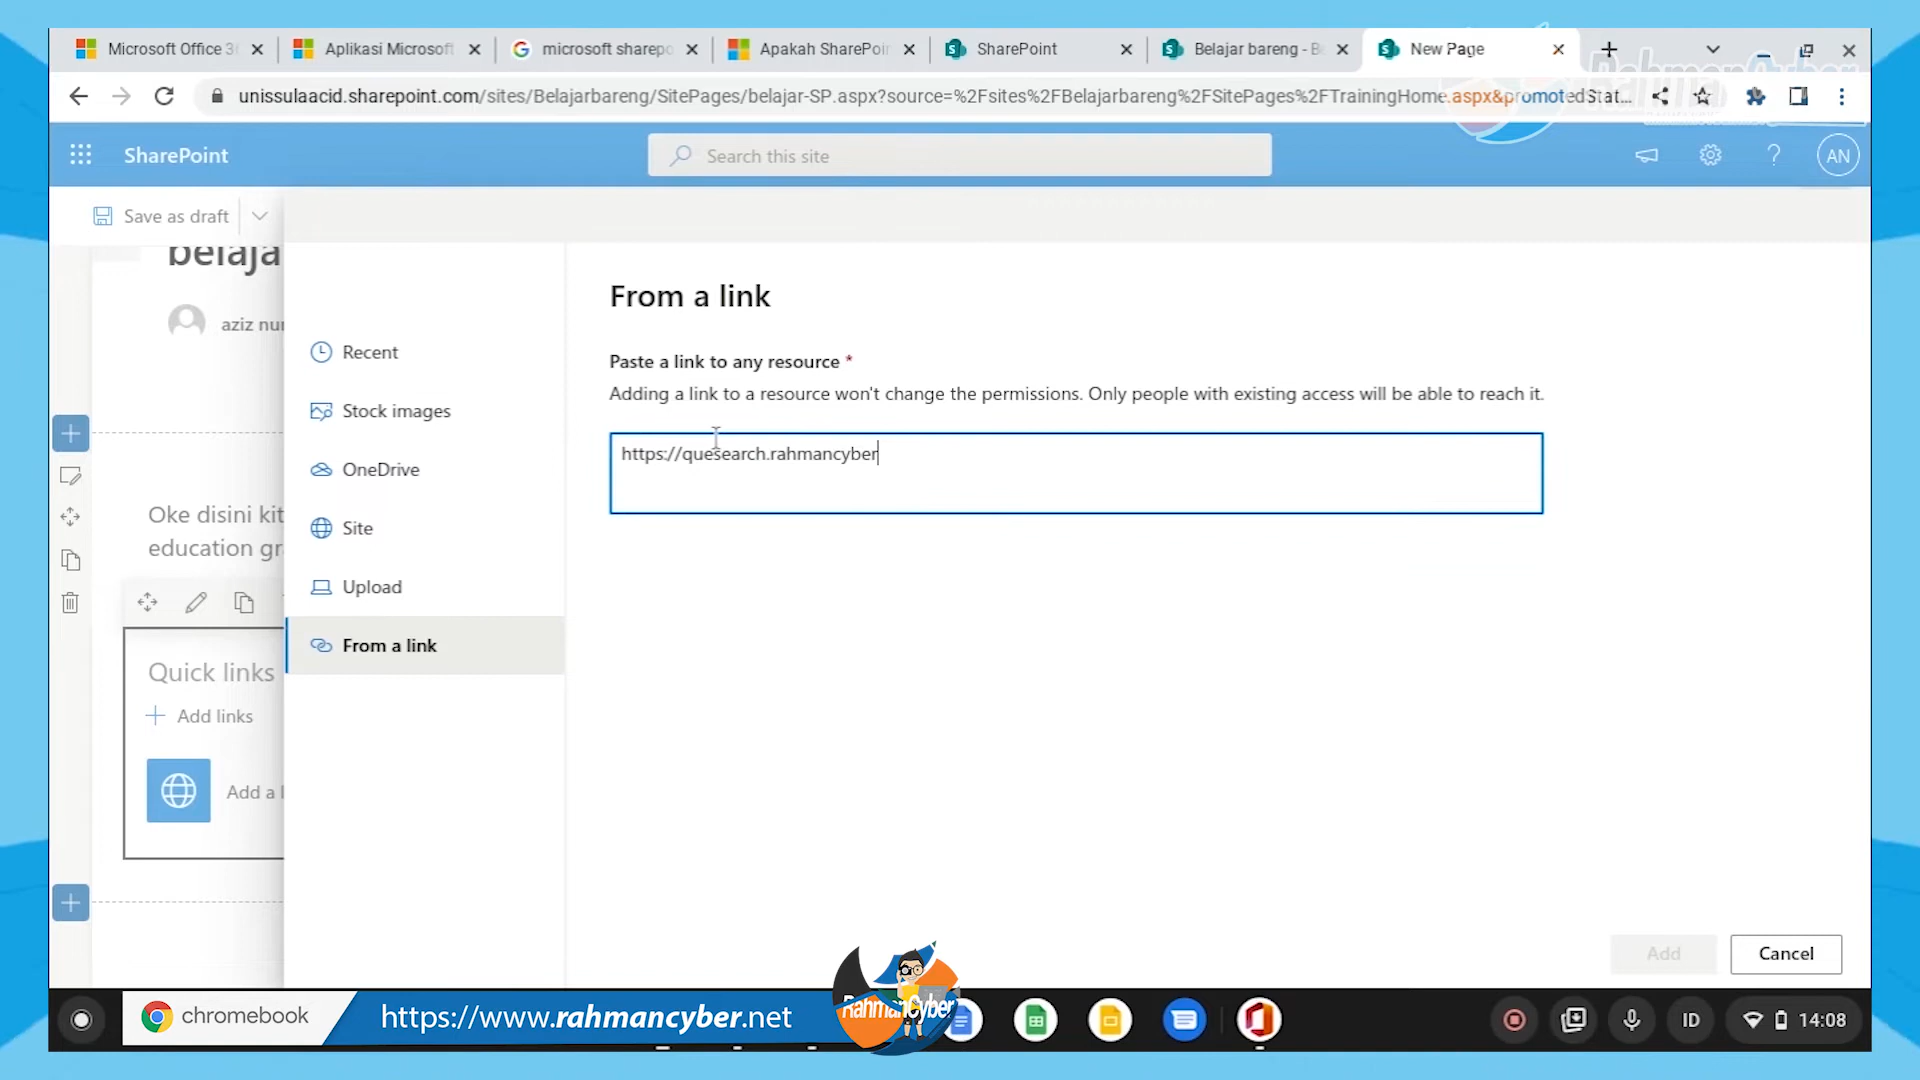 Microsoft Office 3
Aplikasi Microsoft
microsoft sharepo
Apakah SharePoin
SharePoint
Belajar bareng - B
New Page
RahmanCyber
unissulaacid.sharepoint.com/sites/Belajarbareng/SitePages/belajar-SP.aspx?source=%2Fsites%2FBelajarbareng%2FSitePages%2FTrainingHome.aspx&promotedStat...
SharePoint
Search this site
AN
Save as draft
belaja
aziz nur
Oke disini kit
education gr
Quick links
Add links
Add a l
Recent
Stock images
OneDrive
Site
Upload
From a link
From a link
Paste a link to any resource *
Adding a link to a resource won't change the permissions. Only people with existing access will be able to reach it.
https://quesearch.rahmancyber
Add
Cancel
chromebook
https://www.rahmancyber.net
RahmanCyber
ID
14:08